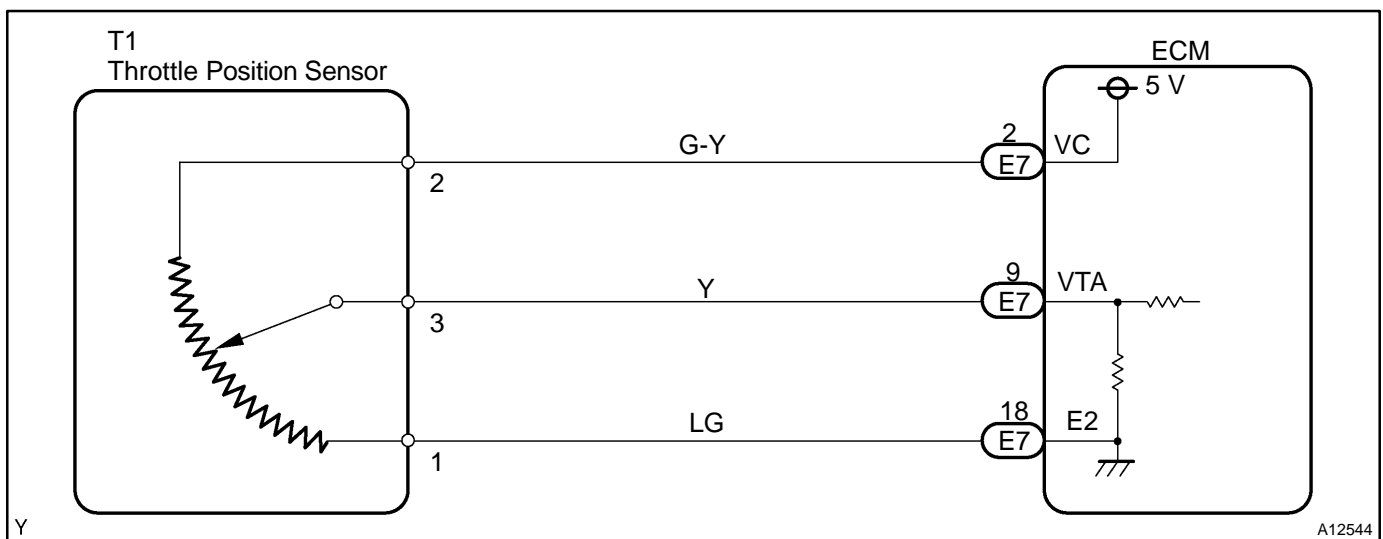 T1
Throttle Position Sensor
ECM
5 V
2
G-Y
2
E7
VC
3
Y
9
E7
VTA
1
LG
18
E7
E2
Y
A12544